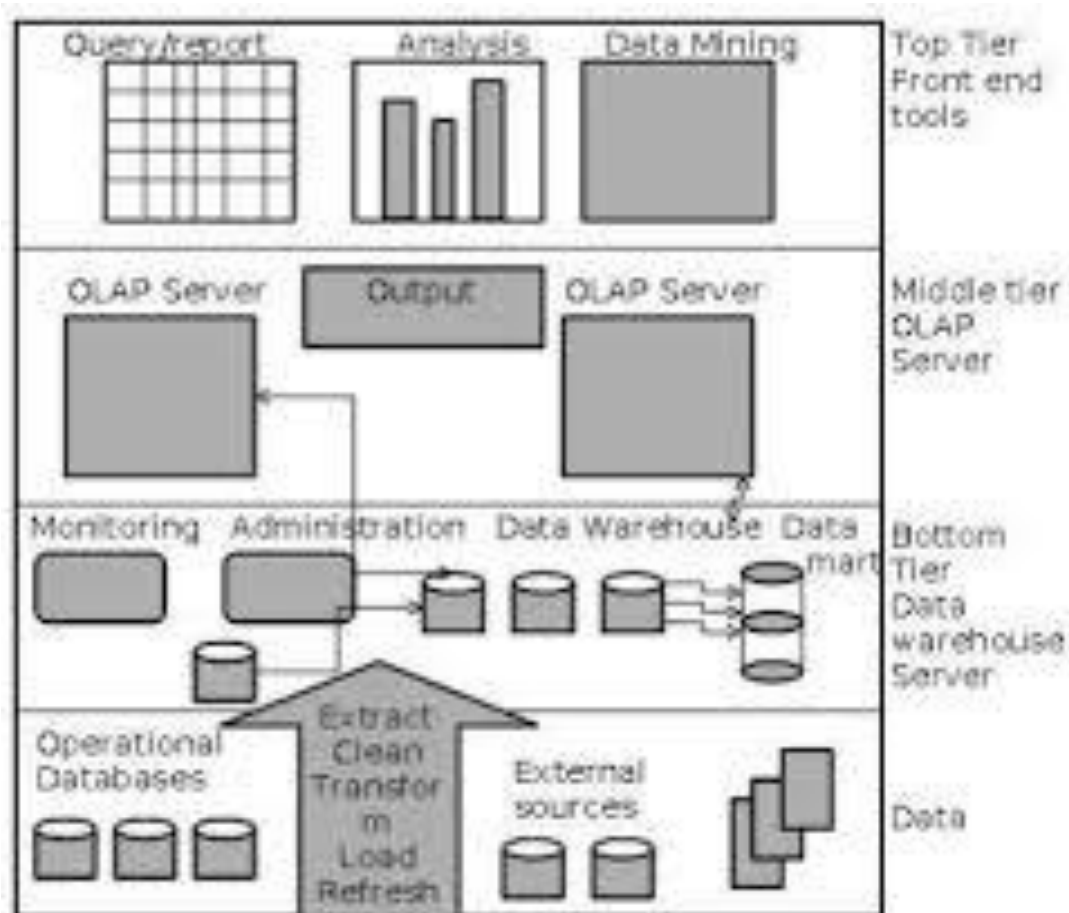 Query/report
Analysis
Data Mining
Top Tier
Front end
tools
OLAP Server
Output
OLAP Server
Middle tier
OLAP
Server
Monitoring
Administration
Data Warehouse
Data
mart
Bottom
Tier
Data
warehouse
Server
Extract
Clean
Transfor
m
Load
Refresh
Operational
Databases
External
sources
Data